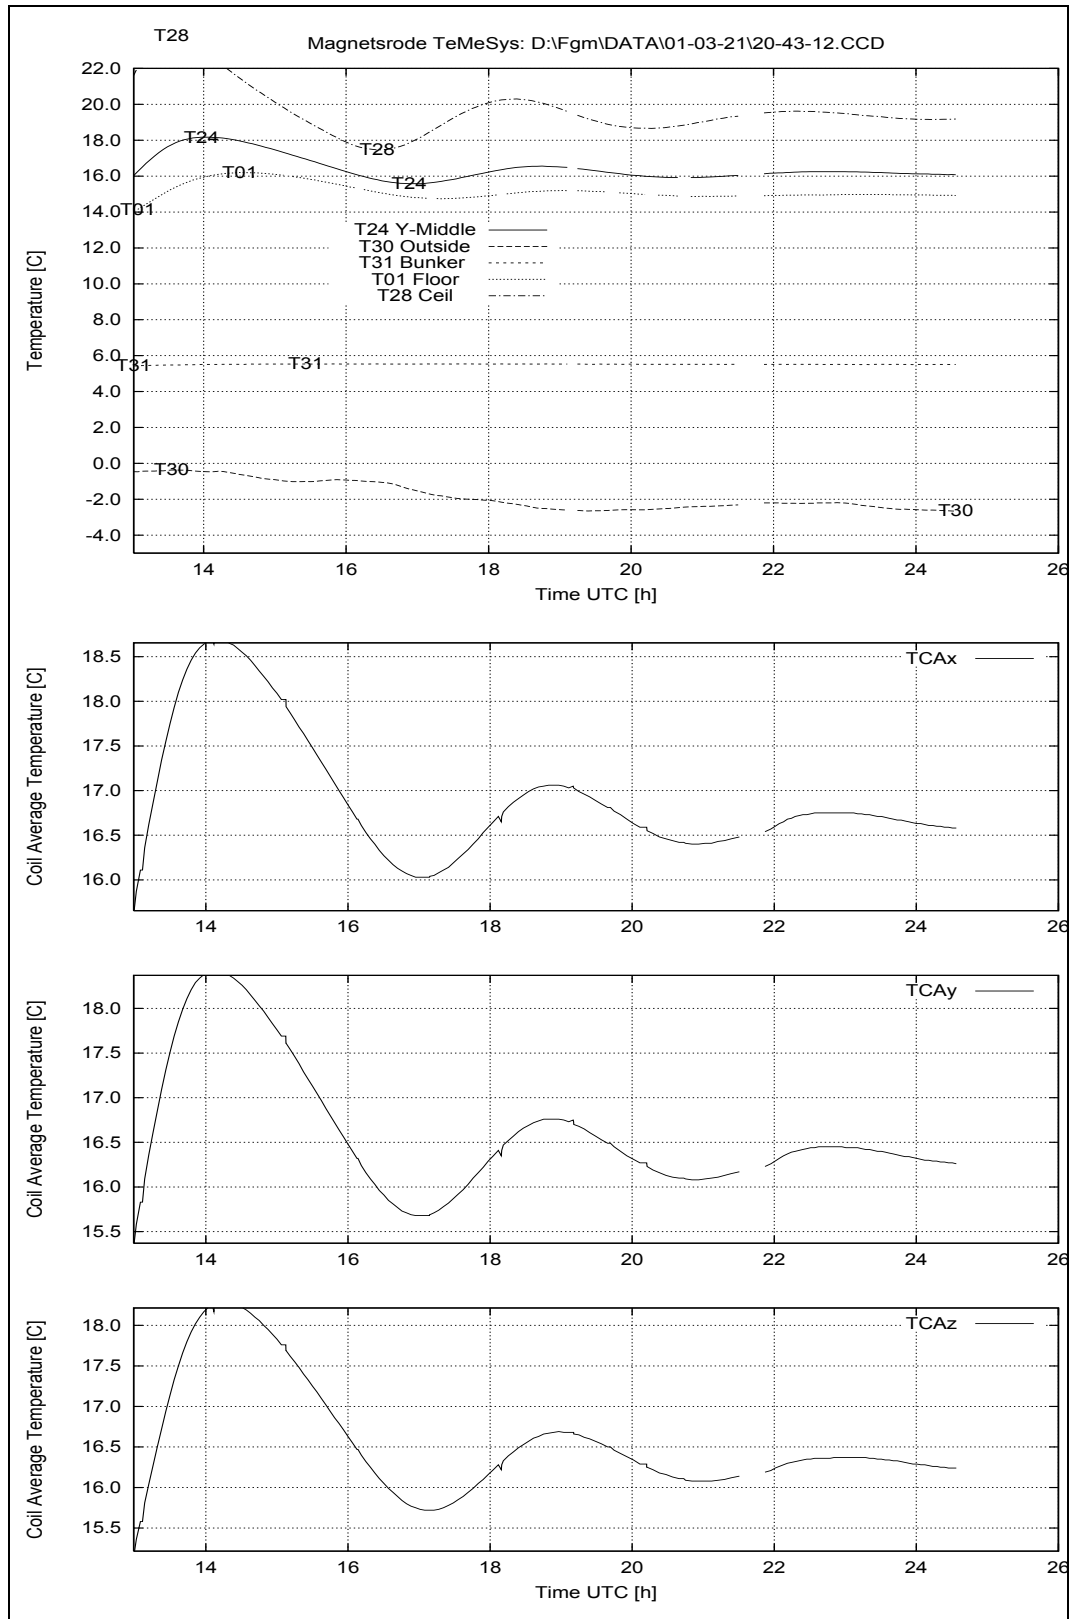 T28
Magnetsrode TeMeSys: D:\Fgm\DATA\01-03-21\20-43-12.CCD
Temperature [C]
22.0
20.0
18.0
16.0
14.0
12.0
10.0
8.0
6.0
4.0
2.0
0.0
-2.0
-4.0
T24
T28
T01
T24
T01
T24 Y-Middle
T30 Outside
T31 Bunker
T01 Floor
T28 Ceil
T31
T31
T30
T30
14 16 18 20 22 24 26
Time UTC [h]
Coil Average Temperature [C]
18.5
18.0
17.5
17.0
16.5
16.0
TCAx
14 16 18 20 22 24 26
Coil Average Temperature [C]
18.0
17.5
17.0
16.5
16.0
15.5
TCAy
14 16 18 20 22 24 26
Coil Average Temperature [C]
18.0
17.5
17.0
16.5
16.0
15.5
TCAz
14 16 18 20 22 24 26
Time UTC [h]